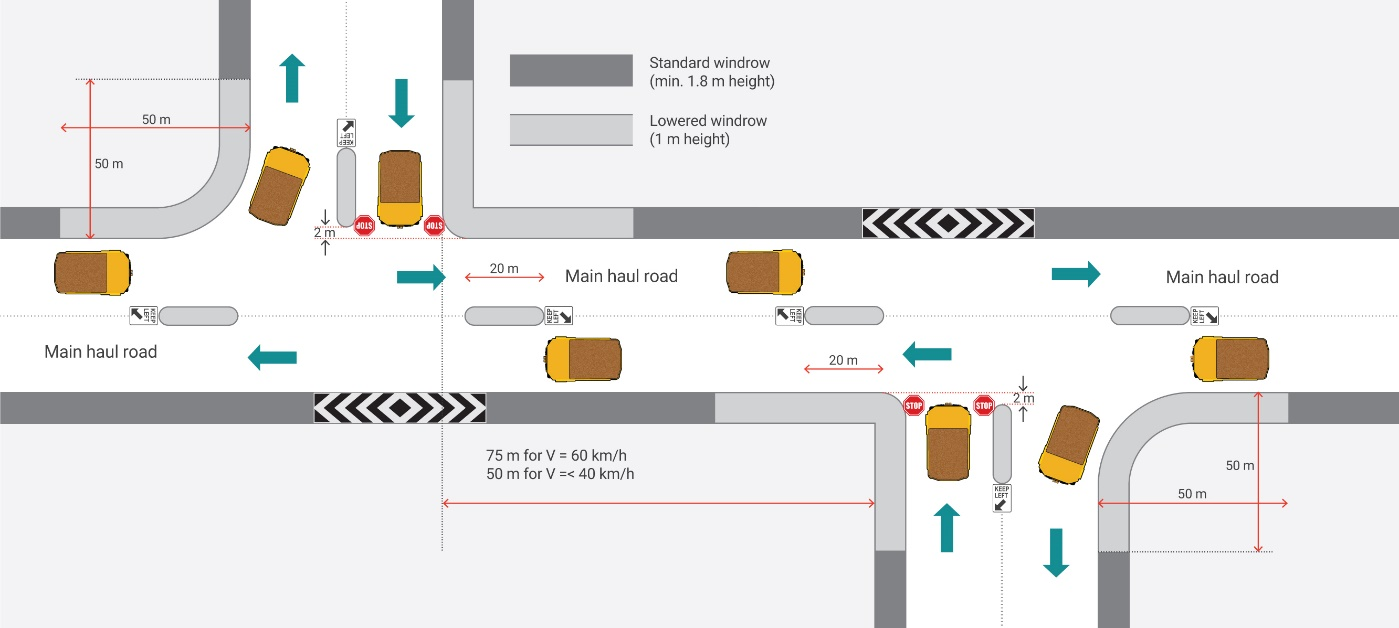 Standard windrow
(min. 1.8 m height)
50 m
Lowered windrow
(1 m height)
KEEP
LEFT
50 m
STOP
STOP
2 m
20 m
Main haul road
Main haul road
KEEP
LEFT
KEEP
LEFT
KEEP
LEFT
KEEP
LEFT
Main haul road
20 m
2 m
STOP
STOP
75 m for V = 60 km/h
50 m for V =< 40 km/h
50 m
KEEP
LEFT
50 m